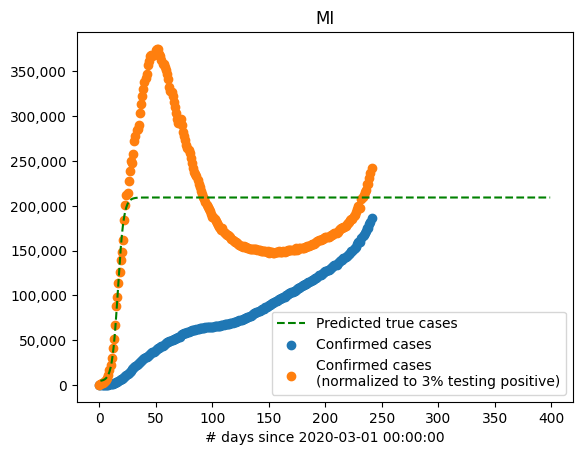 MI
350,000
300,000
250,000
200,000
150,000
100,000
50,000
0
Predicted true cases
Confirmed cases
Confirmed cases
(normalized to 3% testing positive)
0 50 100 150 200 250 300 350 400
# days since 2020-03-01 00:00:00